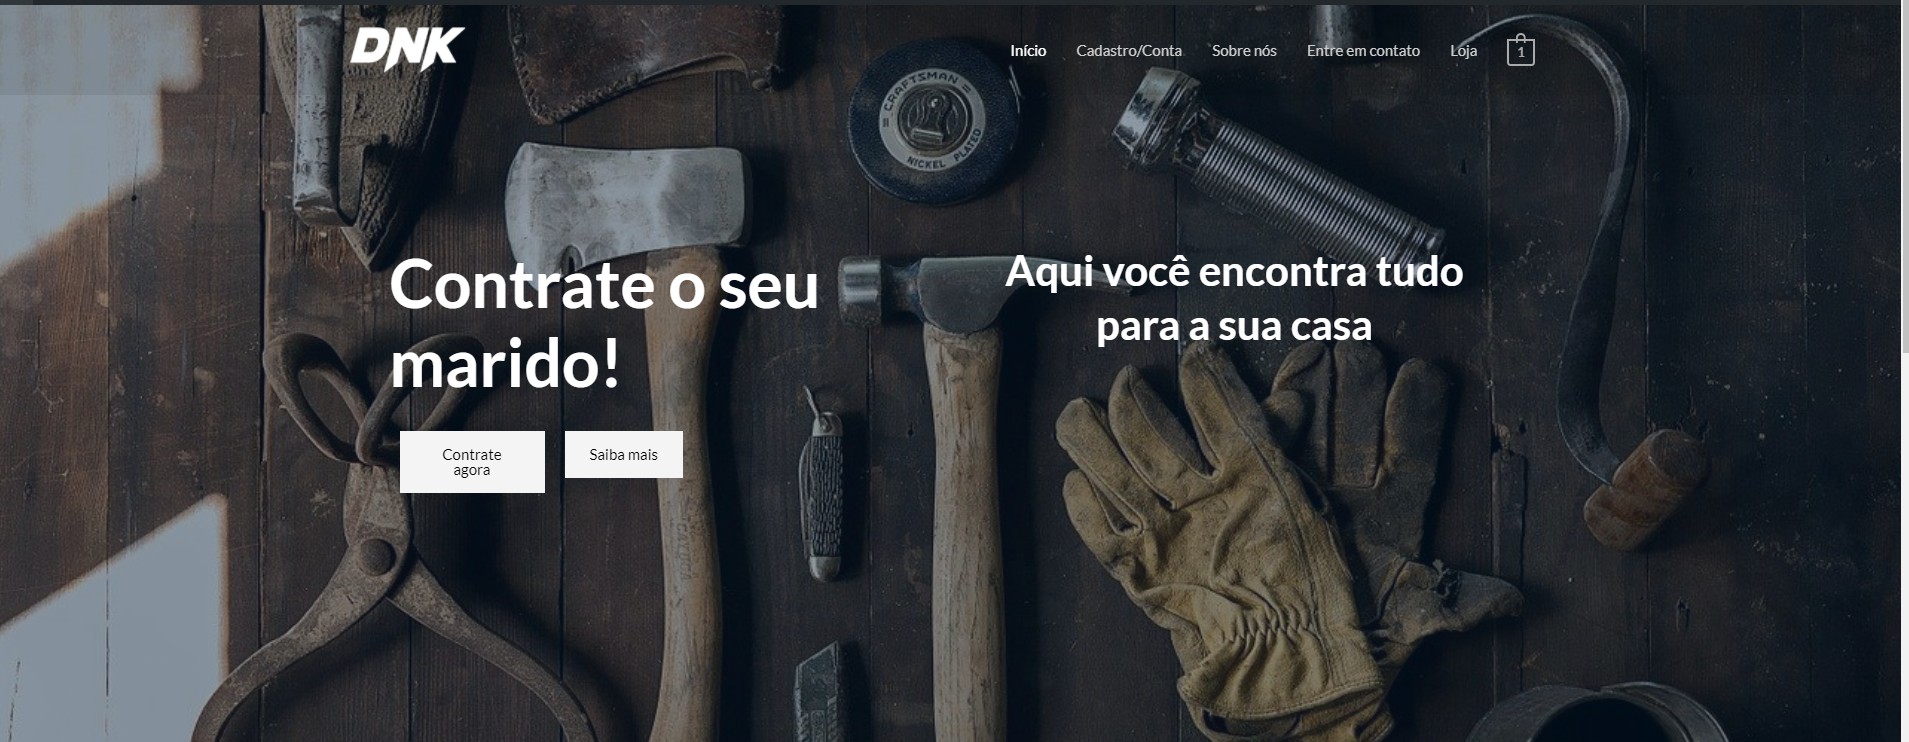 DNK
Início
Cadastro/Conta
Sobre nós
Entre em contato
Loja
1
CRAFTSMAN
NICKEL PLATED
Contrate o seu
marido!
Aqui você encontra tudo
para a sua casa
Contrate
agora
Saiba mais